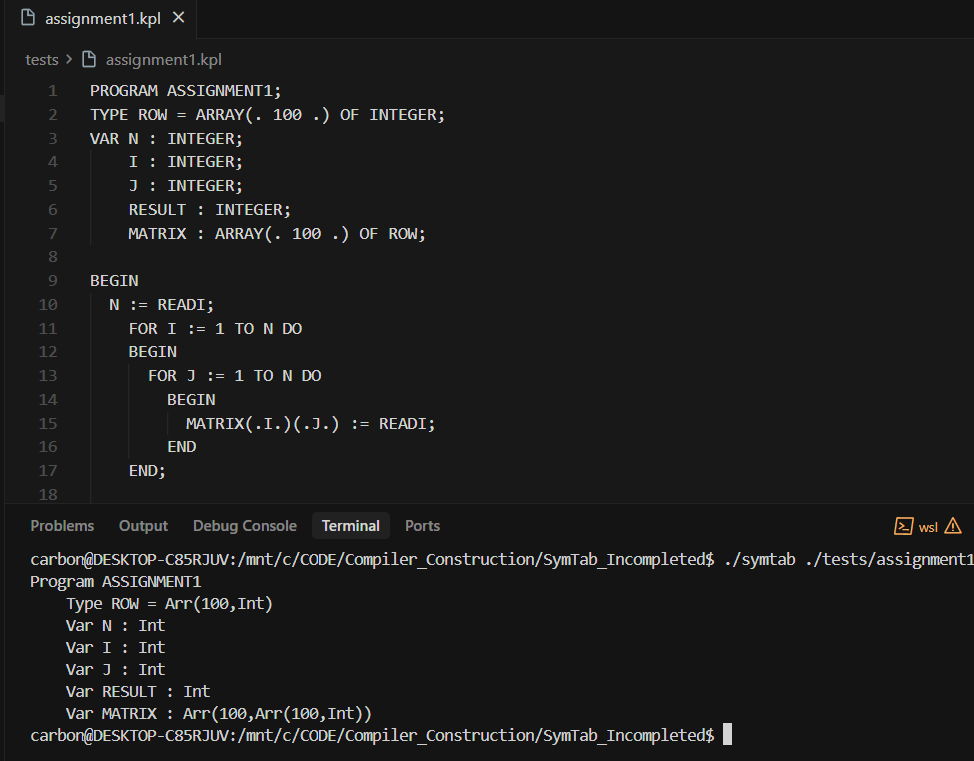 assignment1.kpl
tests > assignment1.kpl
1 PROGRAM ASSIGNMENT1;
2 TYPE ROW = ARRAY(. 100 .) OF INTEGER;
3 VAR N : INTEGER;
4 I : INTEGER;
5 J : INTEGER;
6 RESULT : INTEGER;
7 MATRIX : ARRAY(. 100 .) OF ROW;
8
9 BEGIN
10 N := READI;
11 FOR I := 1 TO N DO
12 BEGIN
13 FOR J := 1 TO N DO
14 BEGIN
15 MATRIX(.I.)(.J.) := READI;
16 END
17 END;
18
Problems Output Debug Console Terminal Ports wsl
carbon@DESKTOP-C85RJUV:/mnt/c/CODE/Compiler_Construction/SymTab_Incompleted$ ./symtab ./tests/assignment1
Program ASSIGNMENT1
Type ROW = Arr(100,Int)
Var N : Int
Var I : Int
Var J : Int
Var RESULT : Int
Var MATRIX : Arr(100,Arr(100,Int))
carbon@DESKTOP-C85RJUV:/mnt/c/CODE/Compiler_Construction/SymTab_Incompleted$